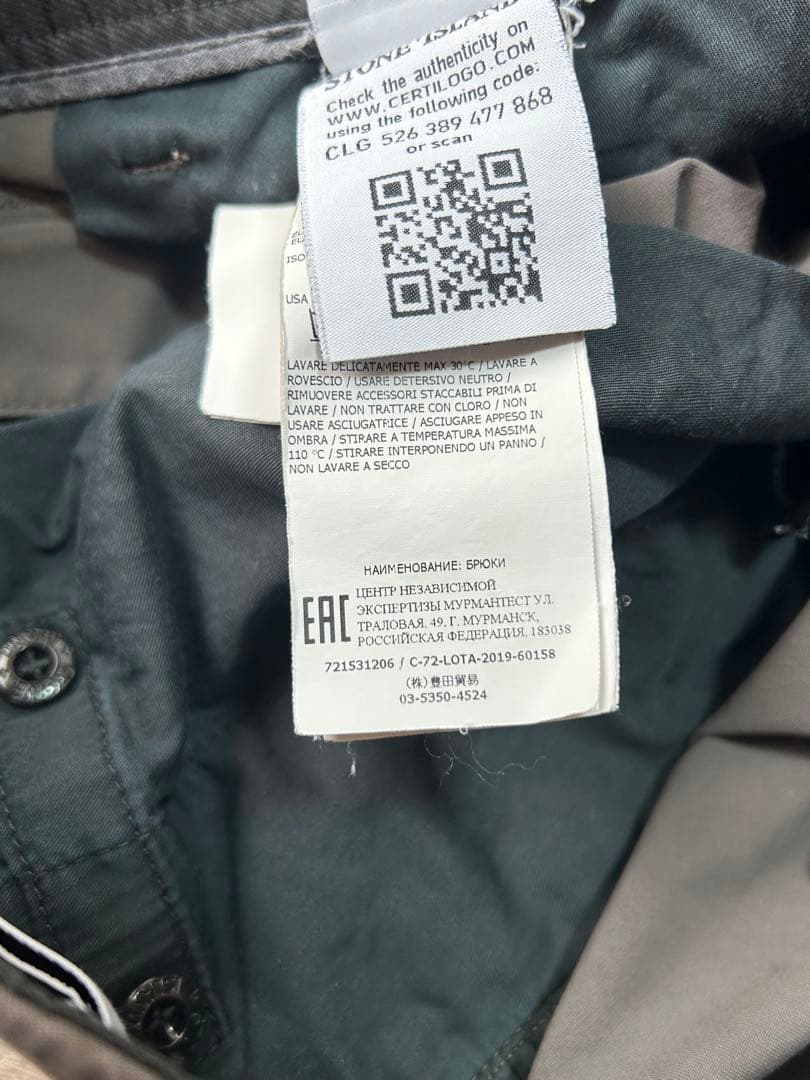 STONE ISLAND
Check the authenticity on
WWW.CERTILOGO.COM
using the following code:
CLG 526 389 477 868
or scan
ISO
USA
LAVARE DELICATAMENTE MAX 30°C / LAVARE A
ROVESCIO / USARE DETERSIVO NEUTRO /
RIMUOVERE ACCESSORI STACCABILI PRIMA DI
LAVARE / NON TRATTARE CON CLORO / NON
USARE ASCIUGATRICE / ASCIUGARE APPESO IN
OMBRA / STIRARE A TEMPERATURA MASSIMA
110 °C / STIRARE INTERPONENDO UN PANNO /
NON LAVARE A SECCO
НАИМЕНОВАНИЕ: БРЮКИ
EAC
ЦЕНТР НЕЗАВИСИМОЙ
ЭКСПЕРТИЗЫ МУРМАНТЕСТ УЛ.
ТРАЛОВАЯ, 49, Г. МУРМАНСК,
РОССИЙСКАЯ ФЕДЕРАЦИЯ, 183038
721531206 / C-72-LOTA-2019-60158
(株)豊田貿易
03-5350-4524